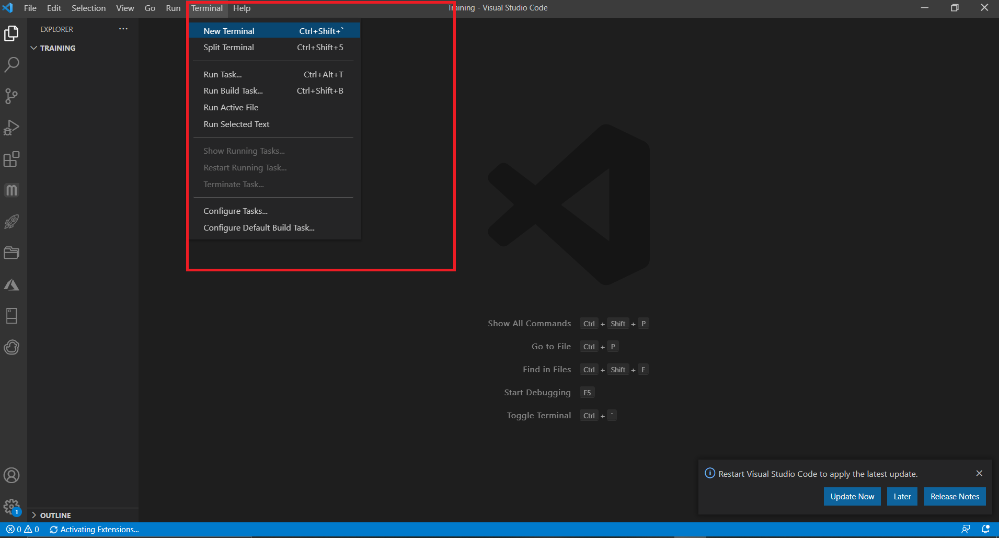 File Edit Selection View Go Run Terminal Help
Training - Visual Studio Code
EXPLORER
TRAINING
New Terminal Ctrl+Shift+`
Split Terminal Ctrl+Shift+5
Run Task... Ctrl+Alt+T
Run Build Task... Ctrl+Shift+B
Run Active File
Run Selected Text
Show Running Tasks...
Restart Running Task...
Terminate Task...
Configure Tasks...
Configure Default Build Task...
Show All Commands Ctrl + Shift + P
Go to File Ctrl + P
Find in Files Ctrl + Shift + F
Start Debugging F5
Toggle Terminal Ctrl + `
Restart Visual Studio Code to apply the latest update.
Update Now Later Release Notes
1
OUTLINE
0 0 Activating Extensions...